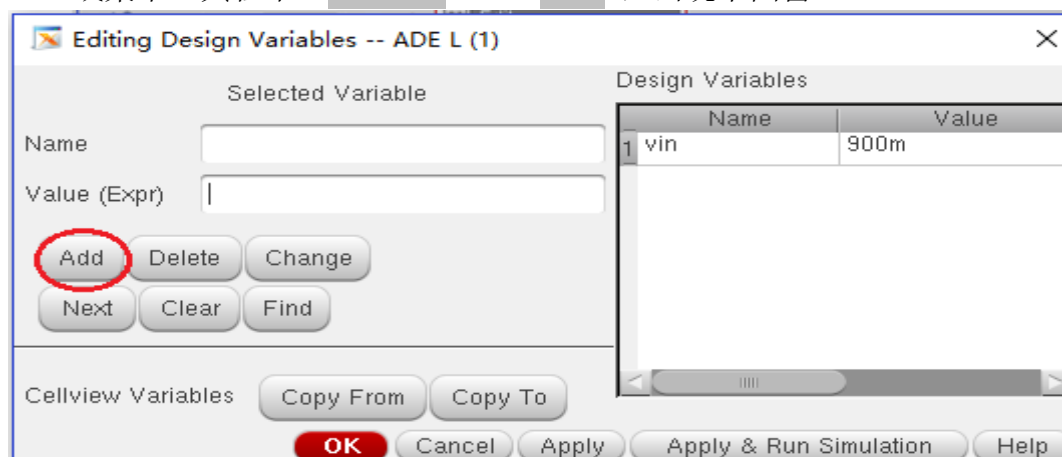 Editing Design Variables -- ADE L (1)
Selected Variable
Name
Value (Expr)
Add Delete Change
Next Clear Find
Cellview Variables Copy From Copy To
Design Variables
Name Value
1 vin 900m
OK Cancel Apply Apply & Run Simulation Help